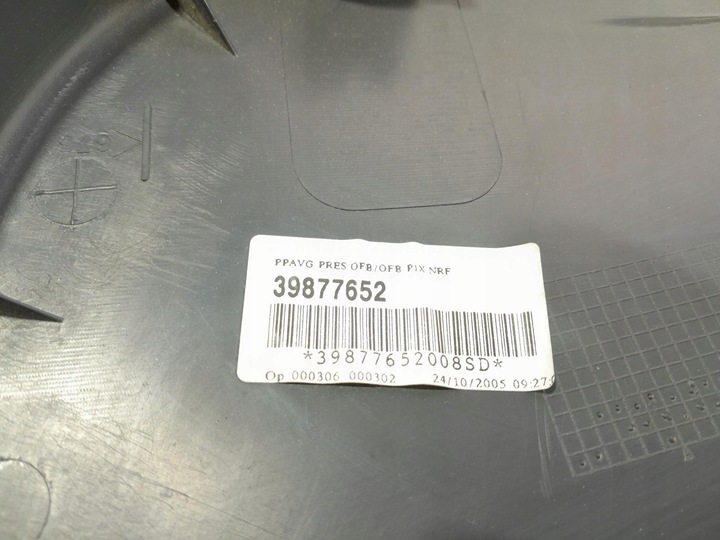 PPAVG PRES OFB/OFB PIX NRF
39877652
*39877652008SD*
Op 000306 000302 24/10/2005 09:27: